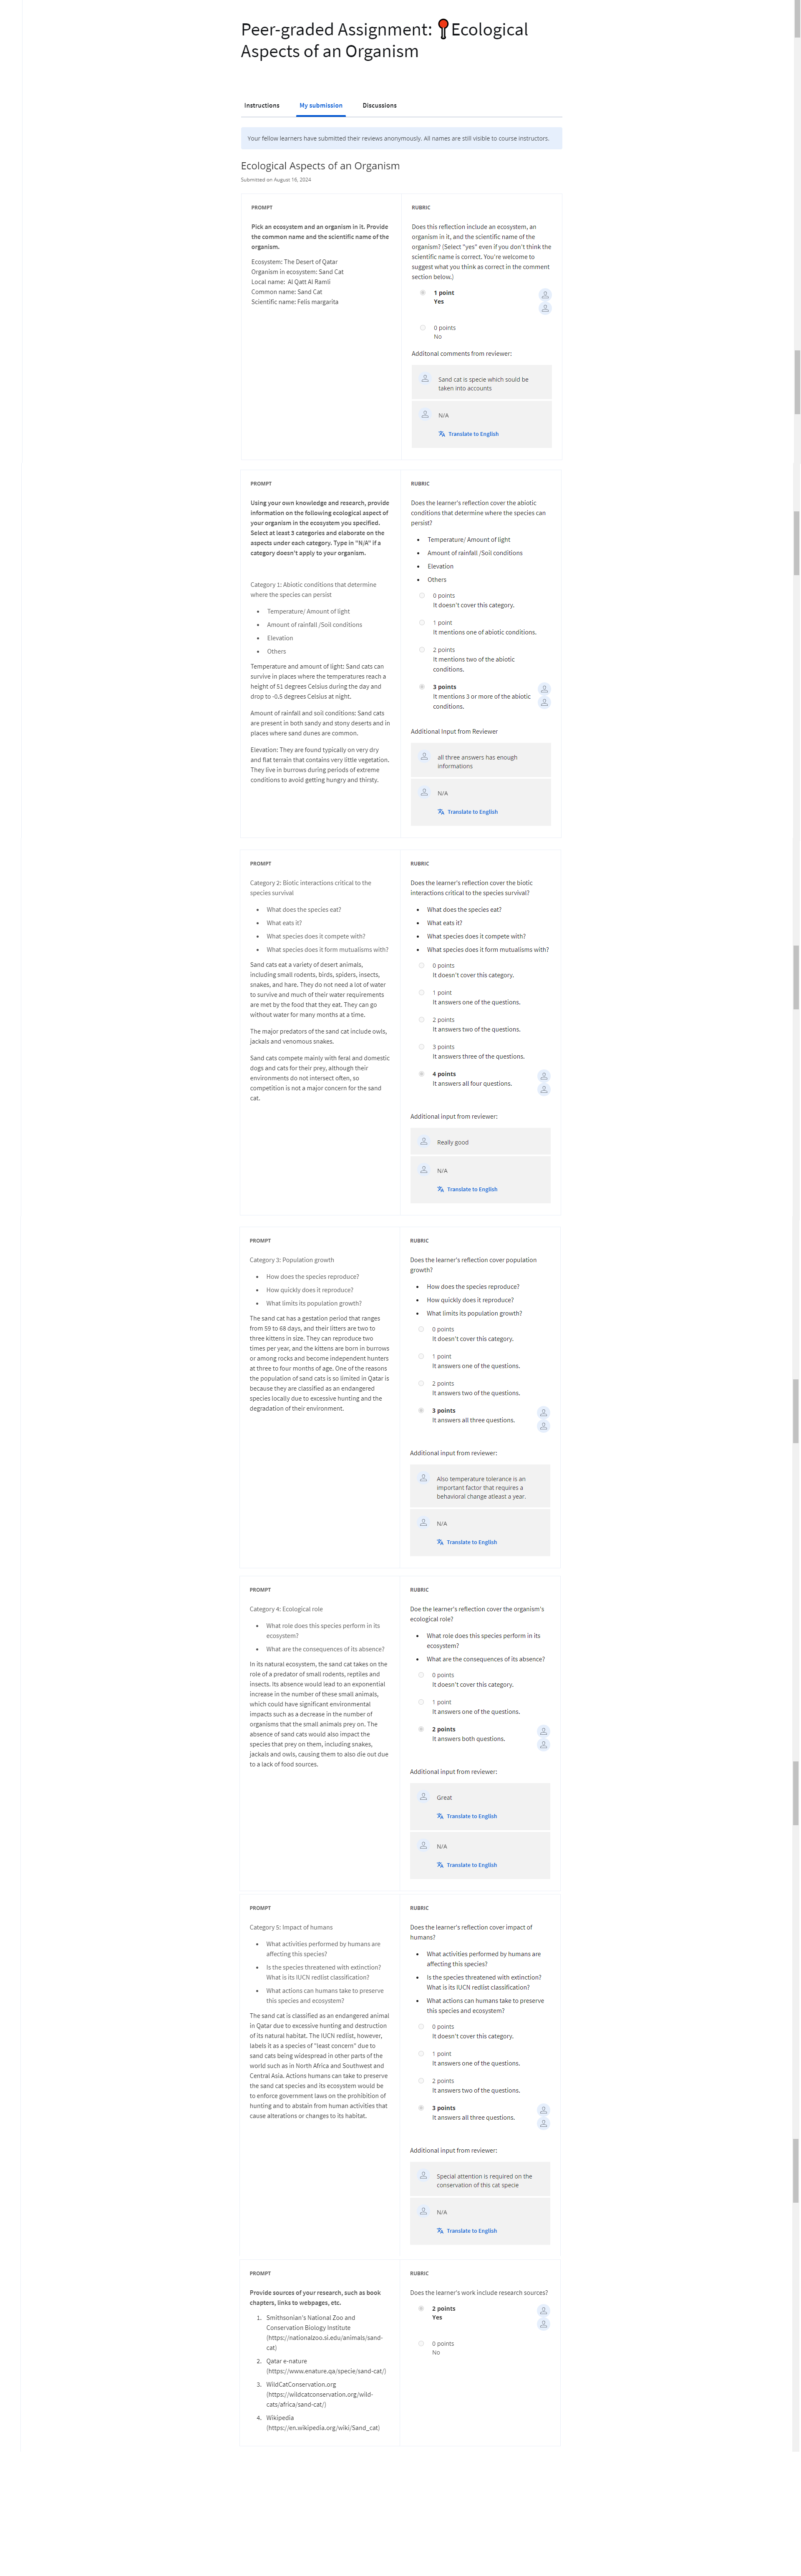 Peer-graded Assignment: Ecological
Aspects of an Organism
Instructions
My submission
Discussions
Your fellow learners have submitted their reviews anonymously. All names are still visible to course instructors.
Ecological Aspects of an Organism
Submitted on August 16, 2024
PROMPT
Pick an ecosystem and an organism in it. Provide
the common name and the scientific name of the
organism.
Ecosystem: The Desert of Qatar
Organism in ecosystem: Sand Cat
Local name: Al Qatt Al Ramli
Common name: Sand Cat
Scientific name: Felis margarita
RUBRIC
Does this reflection include an ecosystem, an
organism in it, and the scientific name of the
organism? (Select "yes" even if you don't think the
scientific name is correct. You're welcome to
suggest what you think as correct in the comment
section below.)
1 point
Yes
0 points
No
Additonal comments from reviewer:
Sand cat is specie which sould be
taken into accounts
N/A
Translate to English
PROMPT
Using your own knowledge and research, provide
information on the following ecological aspect of
your organism in the ecosystem you specified.
Select at least 3 categories and elaborate on the
aspects under each category. Type in "N/A" if a
category doesn't apply to your organism.
Category 1: Abiotic conditions that determine
where the species can persist
• Temperature/ Amount of light
• Amount of rainfall /Soil conditions
• Elevation
• Others
Temperature and amount of light: Sand cats can
survive in places where the temperatures reach a
height of 51 degrees Celsius during the day and
drop to -0,5 degrees Celsius at night.
Amount of rainfall and soil conditions: Sand cats
are present in both sandy and stony deserts and in
places where sand dunes are common.
Elevation: They are found typically on very dry
and flat terrain that contains very little vegetation.
They live in burrows during periods of extreme
conditions to avoid getting hungry and thirsty.
RUBRIC
Does the learner's reflection cover the abiotic
conditions that determine where the species can
persist?
• Temperature/ Amount of light
• Amount of rainfall /Soil conditions
• Elevation
• Others
0 points
It doesn't cover this category.
1 point
It mentions one of abiotic conditions.
2 points
It mentions two of the abiotic
conditions.
3 points
It mentions 3 or more of the abiotic
conditions.
Additional Input from Reviewer
all three answers has enough
informations
N/A
Translate to English
PROMPT
Category 2: Biotic interactions critical to the
species survival
• What does the species eat?
• What eats it?
• What species does it compete with?
• What species does it form mutualisms with?
Sand cats eat a variety of desert animals,
including small rodents, birds, spiders, insects,
snakes, and hare. They do not need a lot of water
to survive and much of their water requirements
are met by the food that they eat. They can go
without water for many months at a time.
The major predators of the sand cat include owls,
jackals and venomous snakes.
Sand cats compete mainly with feral and domestic
dogs and cats for their prey, although their
environments do not intersect often, so
competition is not a major concern for the sand
cat.
RUBRIC
Does the learner's reflection cover the biotic
interactions critical to the species survival?
• What does the species eat?
• What eats it?
• What species does it compete with?
• What species does it form mutualisms with?
0 points
It doesn't cover this category.
1 point
It answers one of the questions.
2 points
It answers two of the questions.
3 points
It answers three of the questions.
4 points
It answers all four questions.
Additional input from reviewer:
Really good
N/A
Translate to English
PROMPT
Category 3: Population growth
• How does the species reproduce?
• How quickly does it reproduce?
• What limits its population growth?
The sand cat has a gestation period that ranges
from 59 to 68 days, and their litters are two to
three kittens in size. They can reproduce two
times per year, and the kittens are born in burrows
or among rocks and become independent hunters
at three to four months of age. One of the reasons
the population of sand cats is so limited in Qatar is
because they are classified as an endangered
species locally due to excessive hunting and the
degradation of their environment.
RUBRIC
Does the learner's reflection cover population
growth?
• How does the species reproduce?
• How quickly does it reproduce?
• What limits its population growth?
0 points
It doesn't cover this category.
1 point
It answers one of the questions.
2 points
It answers two of the questions.
3 points
It answers all three questions.
Additional input from reviewer:
Also temperature tolerance is an
important factor that requires a
behavioral change atleast a year.
N/A
Translate to English
PROMPT
Category 4: Ecological role
• What role does this species perform in its
ecosystem?
• What are the consequences of its absence?
In its natural ecosystem, the sand cat takes on the
role of a predator of small rodents, reptiles and
insects. Its absence would lead to an exponential
increase in the number of these small animals,
which could have significant environmental
impacts such as a decrease in the number of
organisms that the small animals prey on. The
absence of sand cats would also impact the
species that prey on them, including snakes,
jackals and owls, causing them to also die out due
to a lack of food sources.
RUBRIC
Doe the learner's reflection cover the organism's
ecological role?
• What role does this species perform in its
ecosystem?
• What are the consequences of its absence?
0 points
It doesn't cover this category.
1 point
It answers one of the questions.
2 points
It answers both questions.
Additional input from reviewer:
Great
Translate to English
N/A
Translate to English
PROMPT
Category 5: Impact of humans
• What activities performed by humans are
affecting this species?
• Is the species threatened with extinction?
What is its IUCN redlist classification?
• What actions can humans take to preserve
this species and ecosystem?
The sand cat is classified as an endangered animal
in Qatar due to excessive hunting and destruction
of its natural habitat. The IUCN redlist, however,
labels it as a species of "least concern" due to
sand cats being widespread in other parts of the
world such as in North Africa and Southwest and
Central Asia. Actions humans can take to preserve
the sand cat species and its ecosystem would be
to enforce government laws on the prohibition of
hunting and to abstain from human activities that
cause alterations or changes to its habitat.
RUBRIC
Does the learner's reflection cover impact of
humans?
• What activities performed by humans are
affecting this species?
• Is the species threatened with extinction?
What is its IUCN redlist classification?
• What actions can humans take to preserve
this species and ecosystem?
0 points
It doesn't cover this category.
1 point
It answers one of the questions.
2 points
It answers two of the questions.
3 points
It answers all three questions.
Additional input from reviewer:
Special attention is required on the
conservation of this cat specie
N/A
Translate to English
PROMPT
Provide sources of your research, such as book
chapters, links to webpages, etc.
1. Smithsonian's National Zoo and
Conservation Biology Institute
(https://nationalzoo.si.edu/animals/sand-
cat)
2. Qatar e-nature
(https://www.enature.qa/specie/sand-cat/)
3. WildCatConservation.org
(https://wildcatconservation.org/wild-
cats/africa/sand-cat/)
4. Wikipedia
(https://en.wikipedia.org/wiki/Sand_cat)
RUBRIC
Does the learner's work include research sources?
2 points
Yes
0 points
No